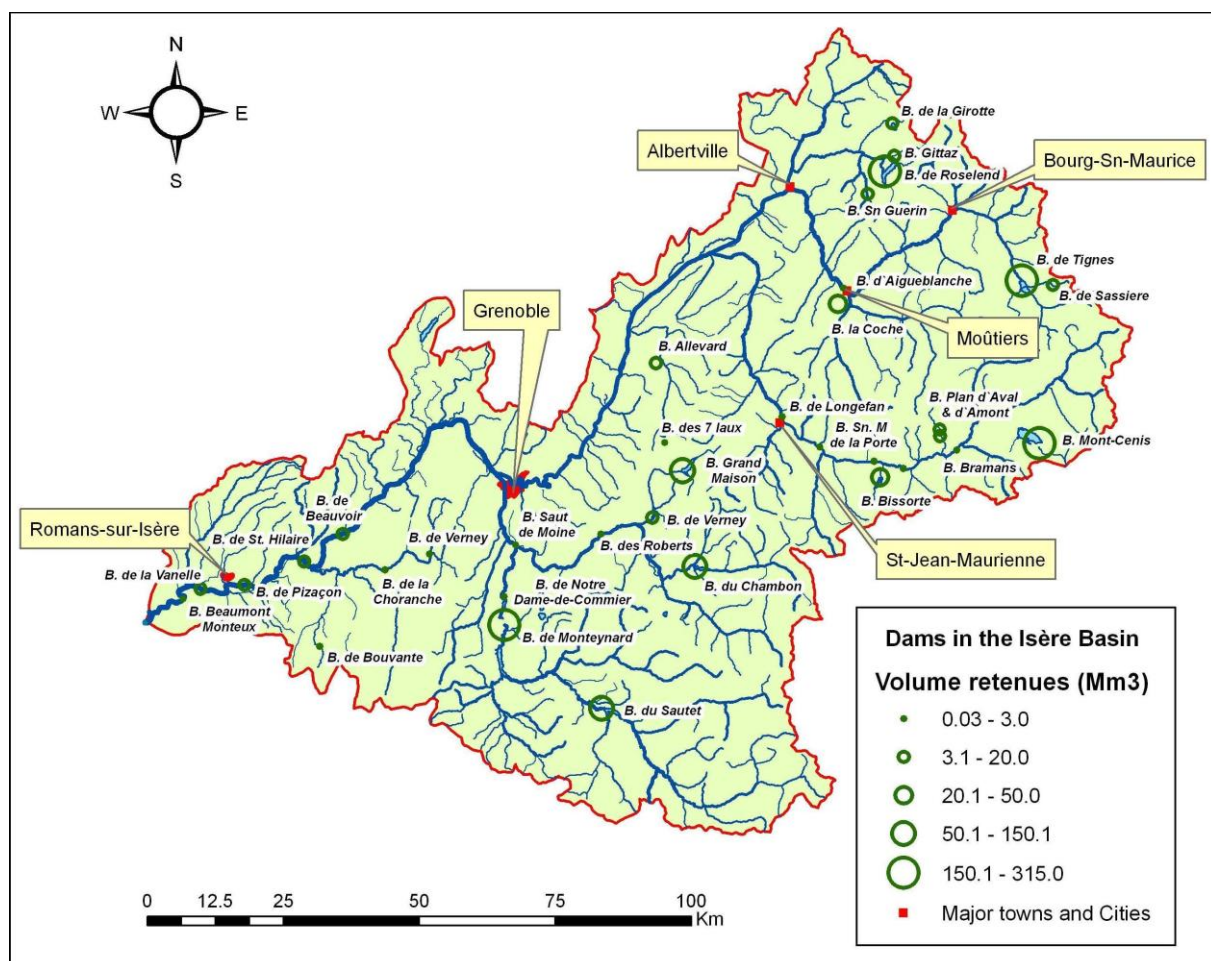 N
W
E
S
B. de la Girotte
Albertville
B. Gittaz
Bourg-Sn-Maurice
B. de Roselend
B. Sn Guerin
B. de Tignes
B. d`Aigueblanche
B. de Sassiere
Grenoble
B. la Coche
Moûtiers
B. Allevard
B. de Longefan
B. Plan d`Aval
& d`Amont
B. Sn. M
de la Porte
B. des 7 laux
B. Mont-Cenis
B. Grand
Maison
B. Bramans
B. Bissorte
B. de
Beauvoir
Romans-sur-Isère
B. de St. Hilaire
B. de Verney
B. Saut
de Moine
B. de Verney
B. des Roberts
St-Jean-Maurienne
B. de la Vanelle
B. de Pizaçon
B. de la
Choranche
B. de Notre
Dame-de-Commier
B. du Chambon
B. Beaumont
Monteux
B. de Monteynard
B. de Bouvante
B. du Sautet
Dams in the Isère Basin
Volume retenues (Mm3)
0.03 - 3.0
3.1 - 20.0
20.1 - 50.0
50.1 - 150.1
150.1 - 315.0
Major towns and Cities
0 12.5 25 50 75 100
Km